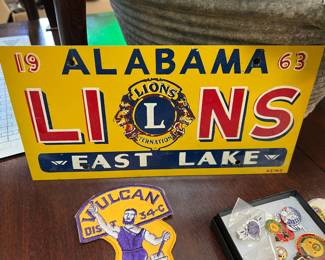 19 ALABAMA 63
LIONS
LIONS
L
INTERNATIONAL
EAST LAKE
VULCAN
DIST 34-C